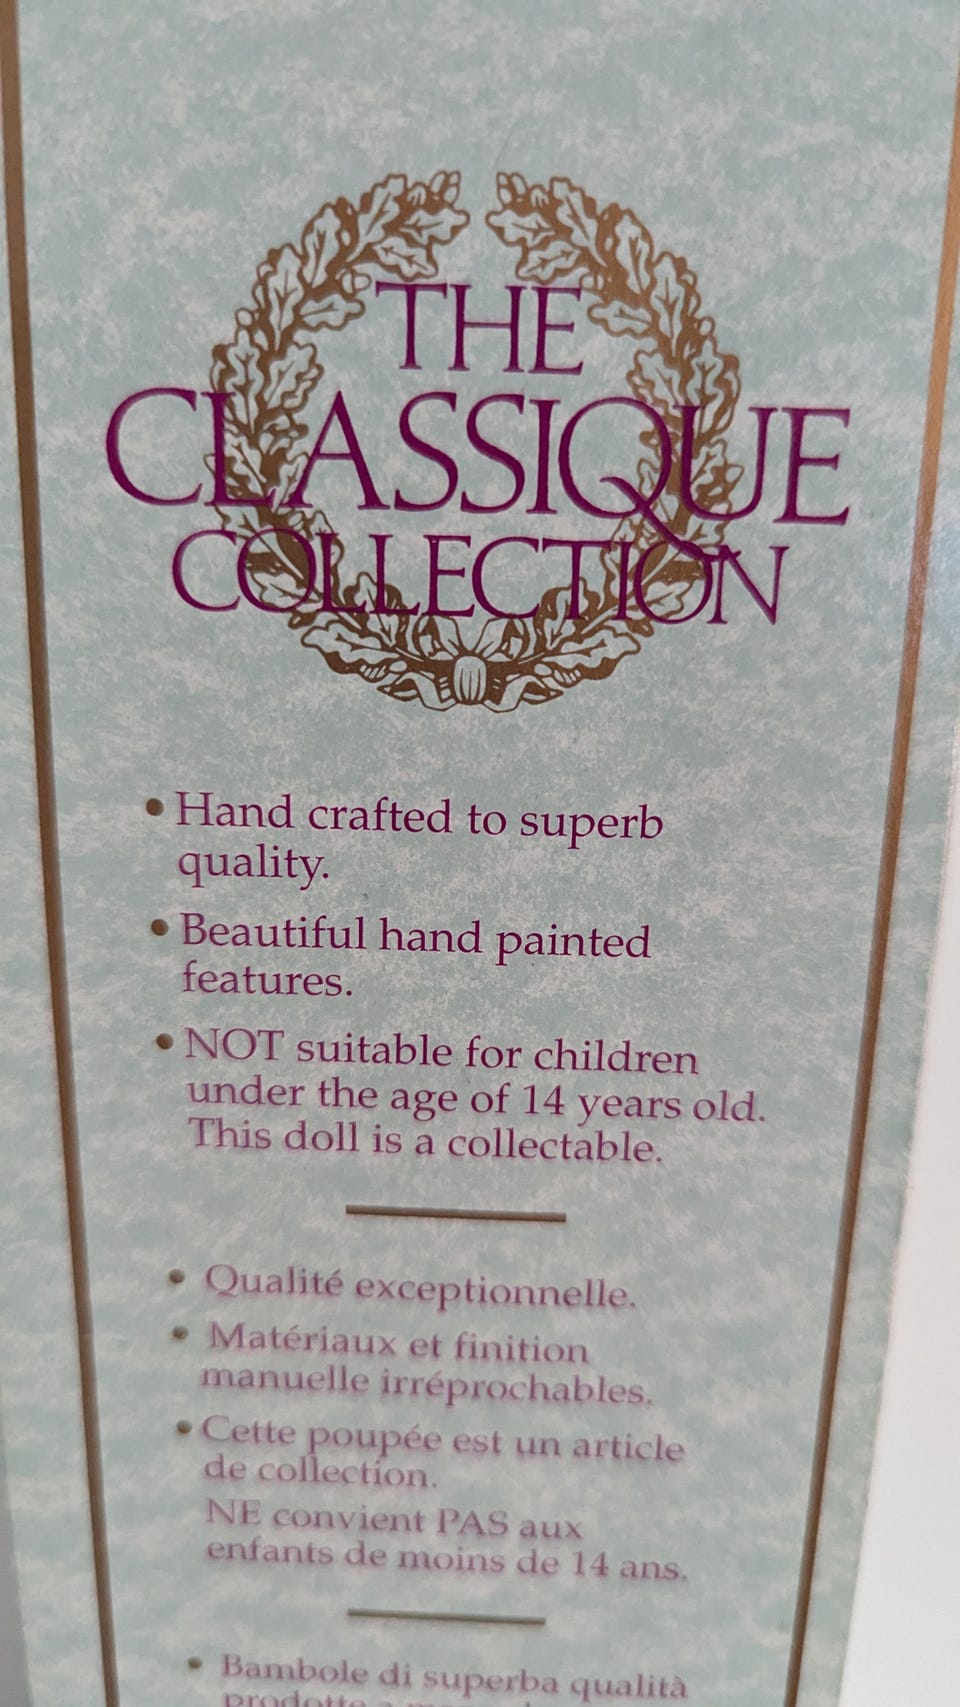 THE
CLASSIQUE
COLLECTION
• Hand crafted to superb
quality.
• Beautiful hand painted
features.
• NOT suitable for children
under the age of 14 years old.
This doll is a collectable.
• Qualité exceptionnelle.
• Matériaux et finition
manuelle irréprochables.
• Cette poupée est un article
de collection.
NE convient PAS aux
enfants de moins de 14 ans.
• Bambole di superba qualità
prodotte a